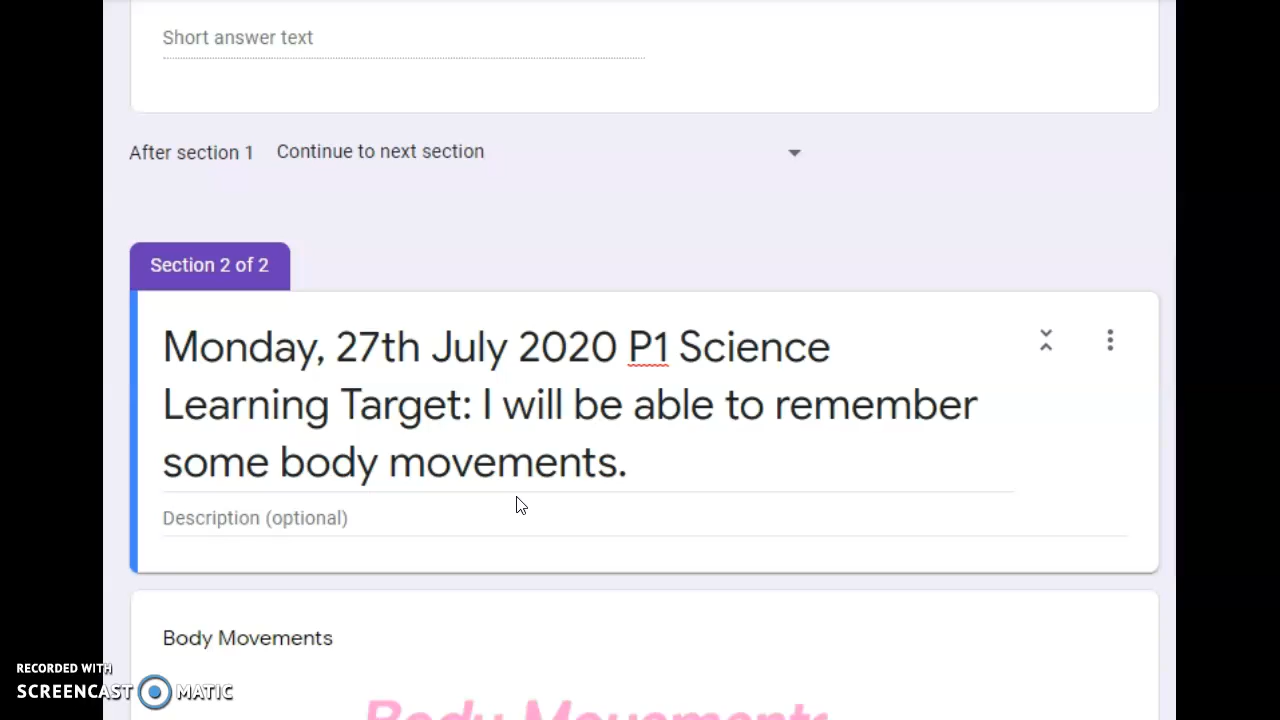 Short answer text
After section 1 Continue to next section
Section 2 of 2
Monday, 27th July 2020 P1 Science
Learning Target: I will be able to remember
some body movements.
Description (optional)
Body Movements
Body Movements
RECORDED WITH
SCREENCAST MATIC